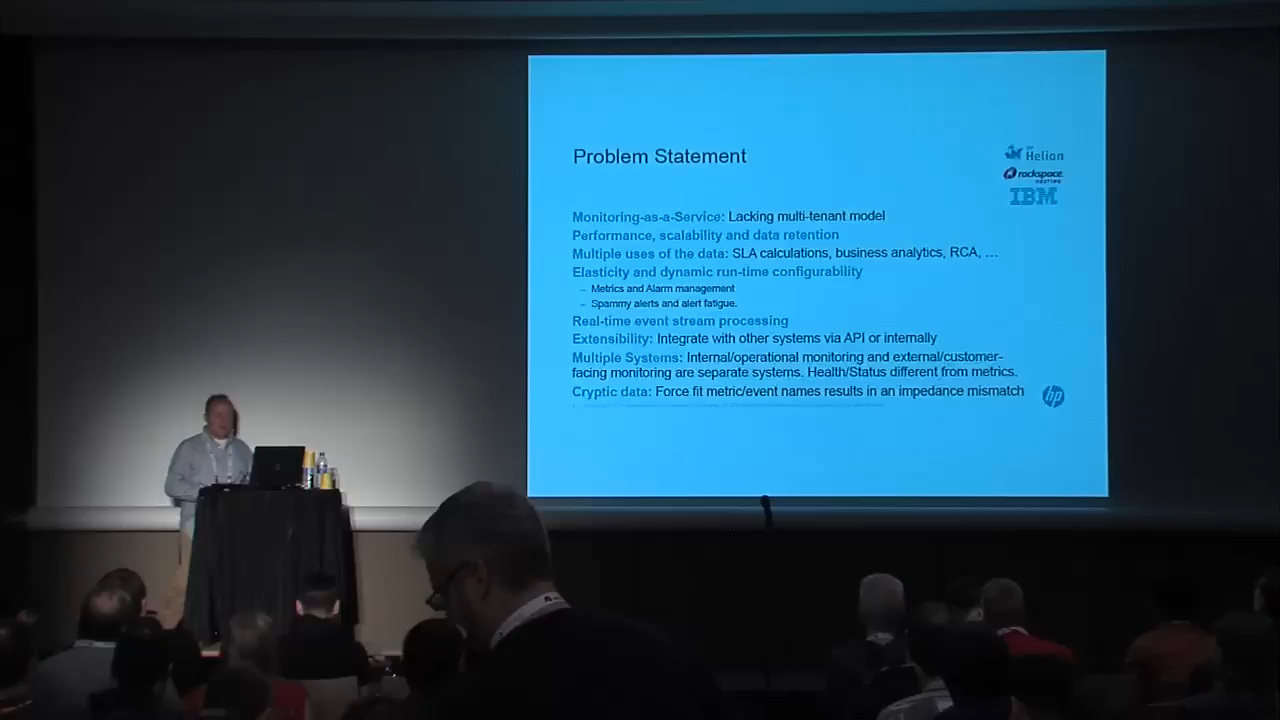 Problem Statement
hp Helion
rackspace
HOSTING
IBM
Monitoring-as-a-Service: Lacking multi-tenant model
Performance, scalability and data retention
Multiple uses of the data: SLA calculations, business analytics, RCA, …
Elasticity and dynamic run-time configurability
– Metrics and Alarm management
– Spammy alerts and alert fatigue.
Real-time event stream processing
Extensibility: Integrate with other systems via API or internally
Multiple Systems: Internal/operational monitoring and external/customer-
facing monitoring are separate systems. Health/Status different from metrics.
Cryptic data: Force fit metric/event names results in an impedance mismatch
hp